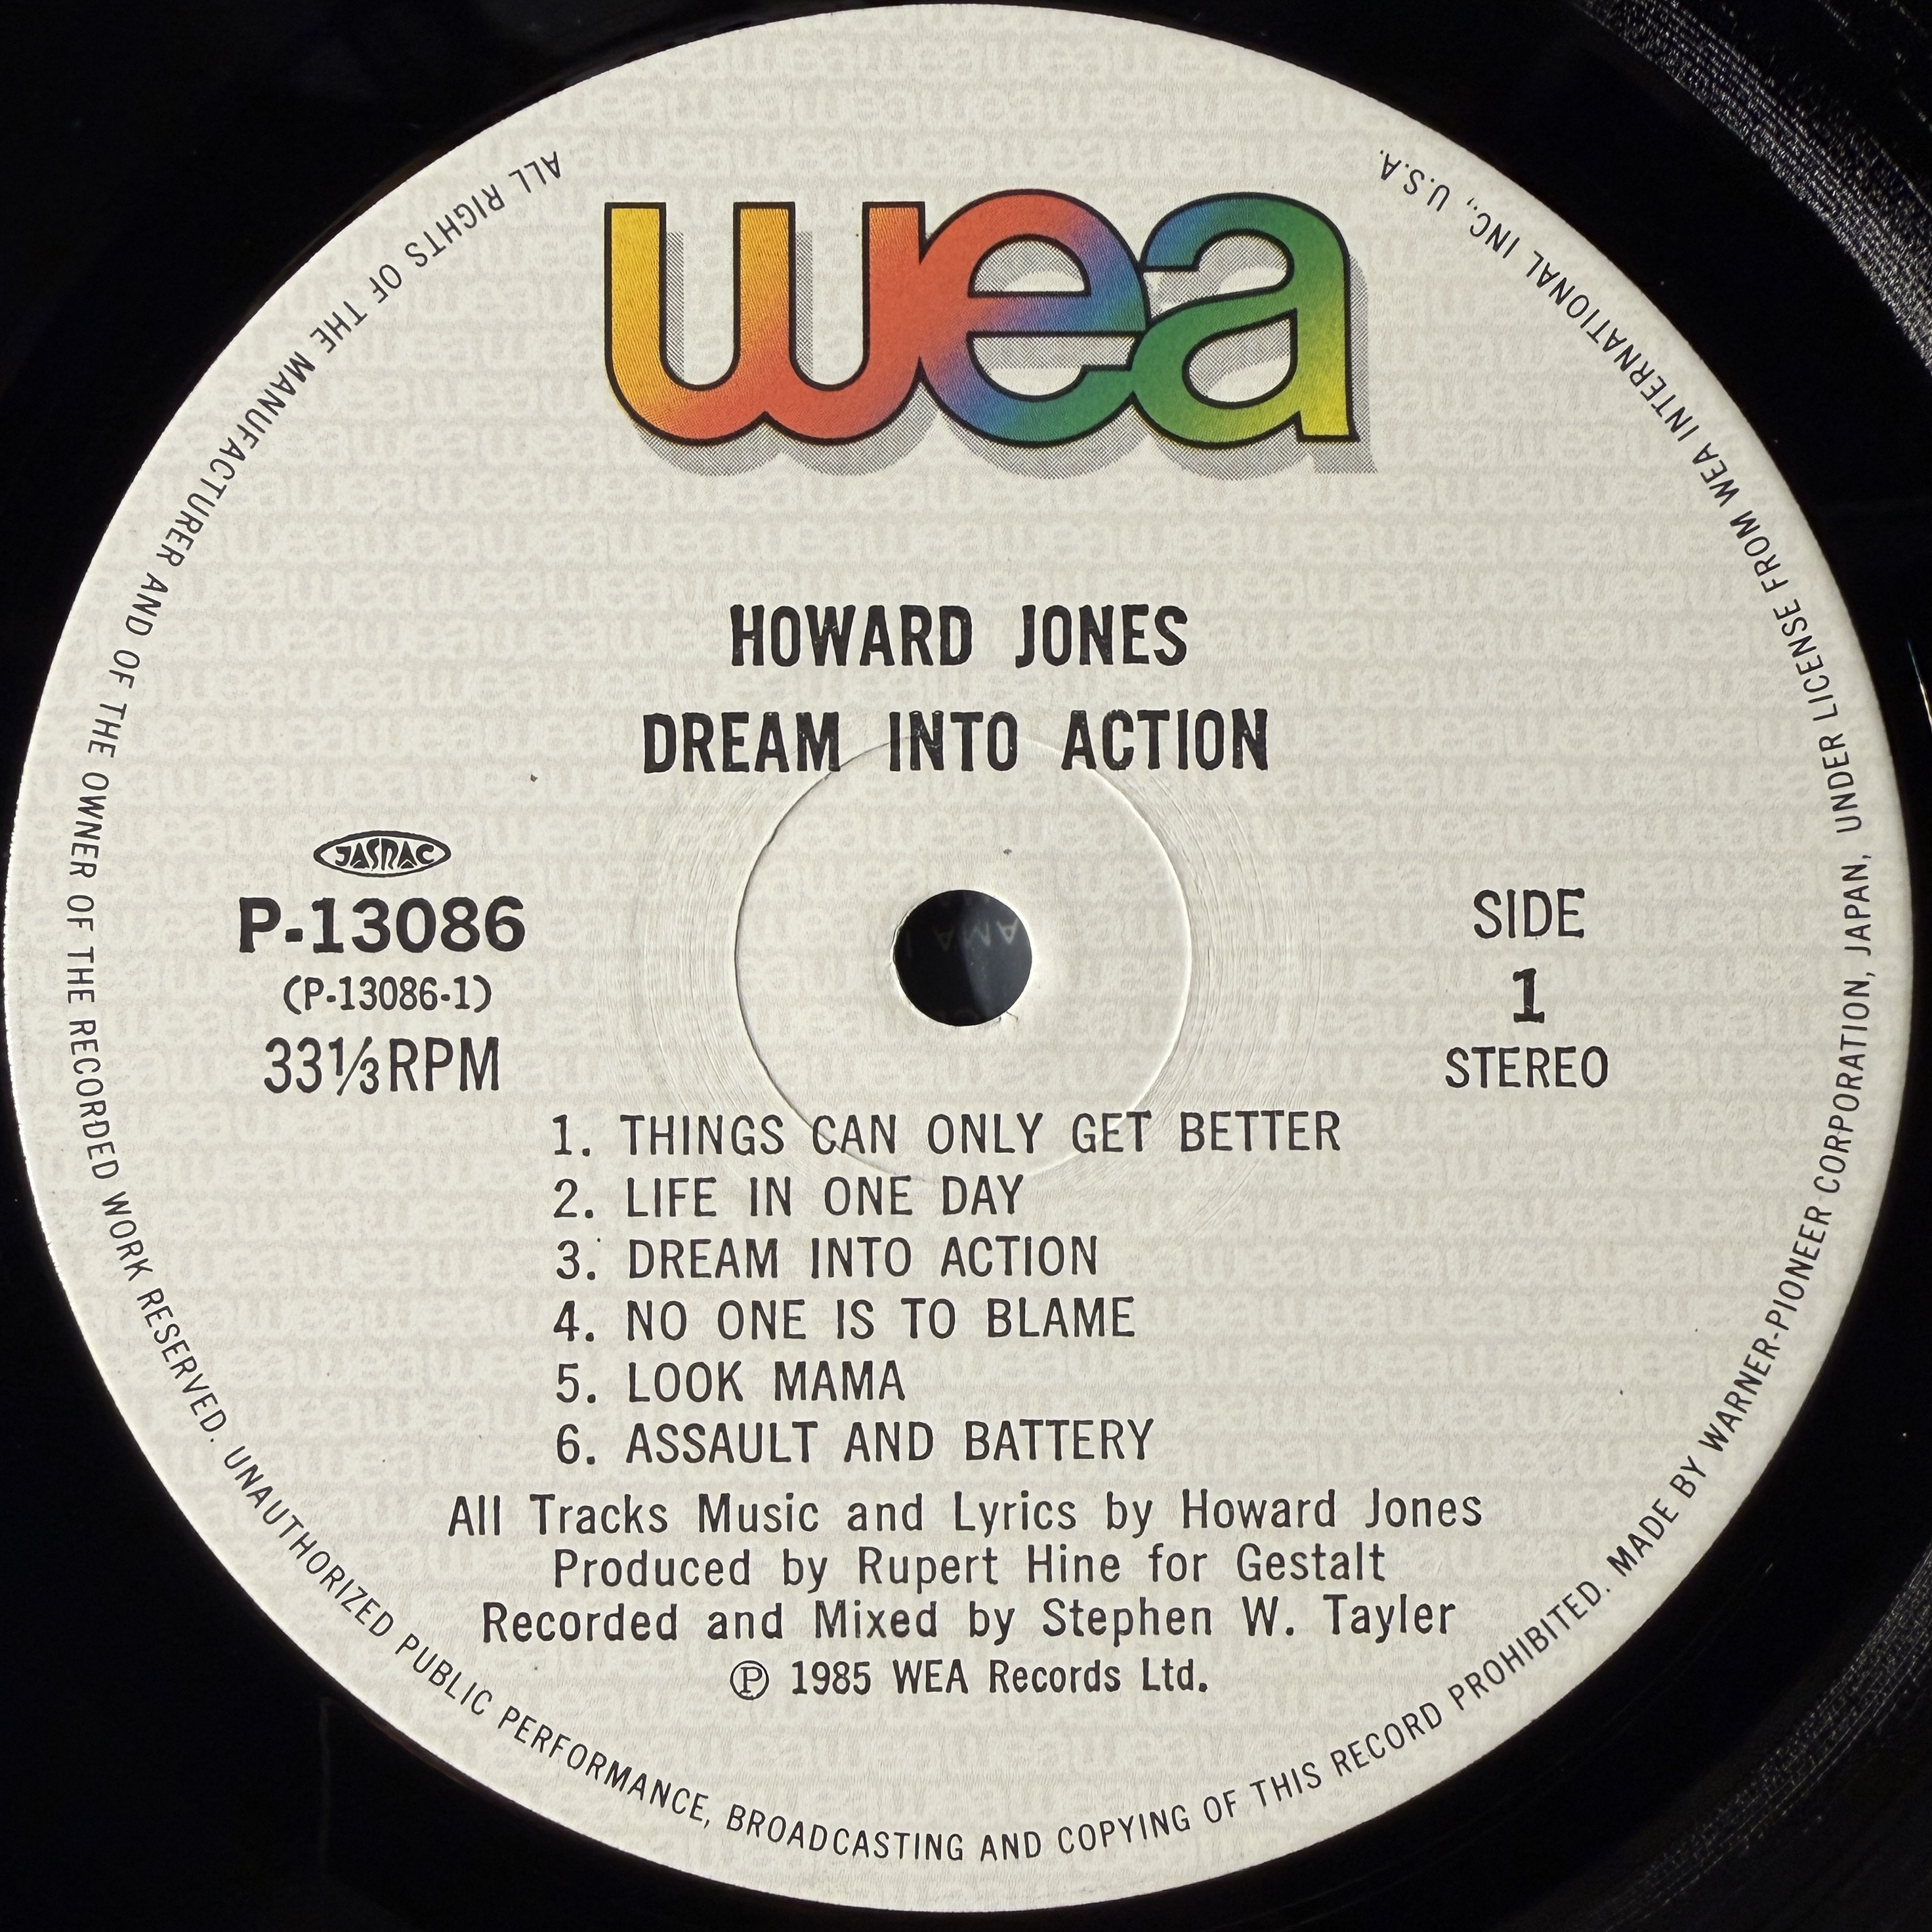 wea
HOWARD JONES
DREAM INTO ACTION
JASRAC
P-13086
(P-13086-1)
33⅓RPM
SIDE
1
STEREO
1. THINGS CAN ONLY GET BETTER
2. LIFE IN ONE DAY
3. DREAM INTO ACTION
4. NO ONE IS TO BLAME
5. LOOK MAMA
6. ASSAULT AND BATTERY
All Tracks Music and Lyrics by Howard Jones
Produced by Rupert Hine for Gestalt
Recorded and Mixed by Stephen W. Tayler
℗ 1985 WEA Records Ltd.
ALL RIGHTS OF THE MANUFACTURER AND OF THE OWNER OF THE RECORDED WORK RESERVED. UNAUTHORIZED PUBLIC PERFORMANCE, BROADCASTING AND COPYING OF THIS RECORD PROHIBITED. MADE BY WARNER-PIONEER CORPORATION, JAPAN, UNDER LICENSE FROM WEA INTERNATIONAL INC., U.S.A.